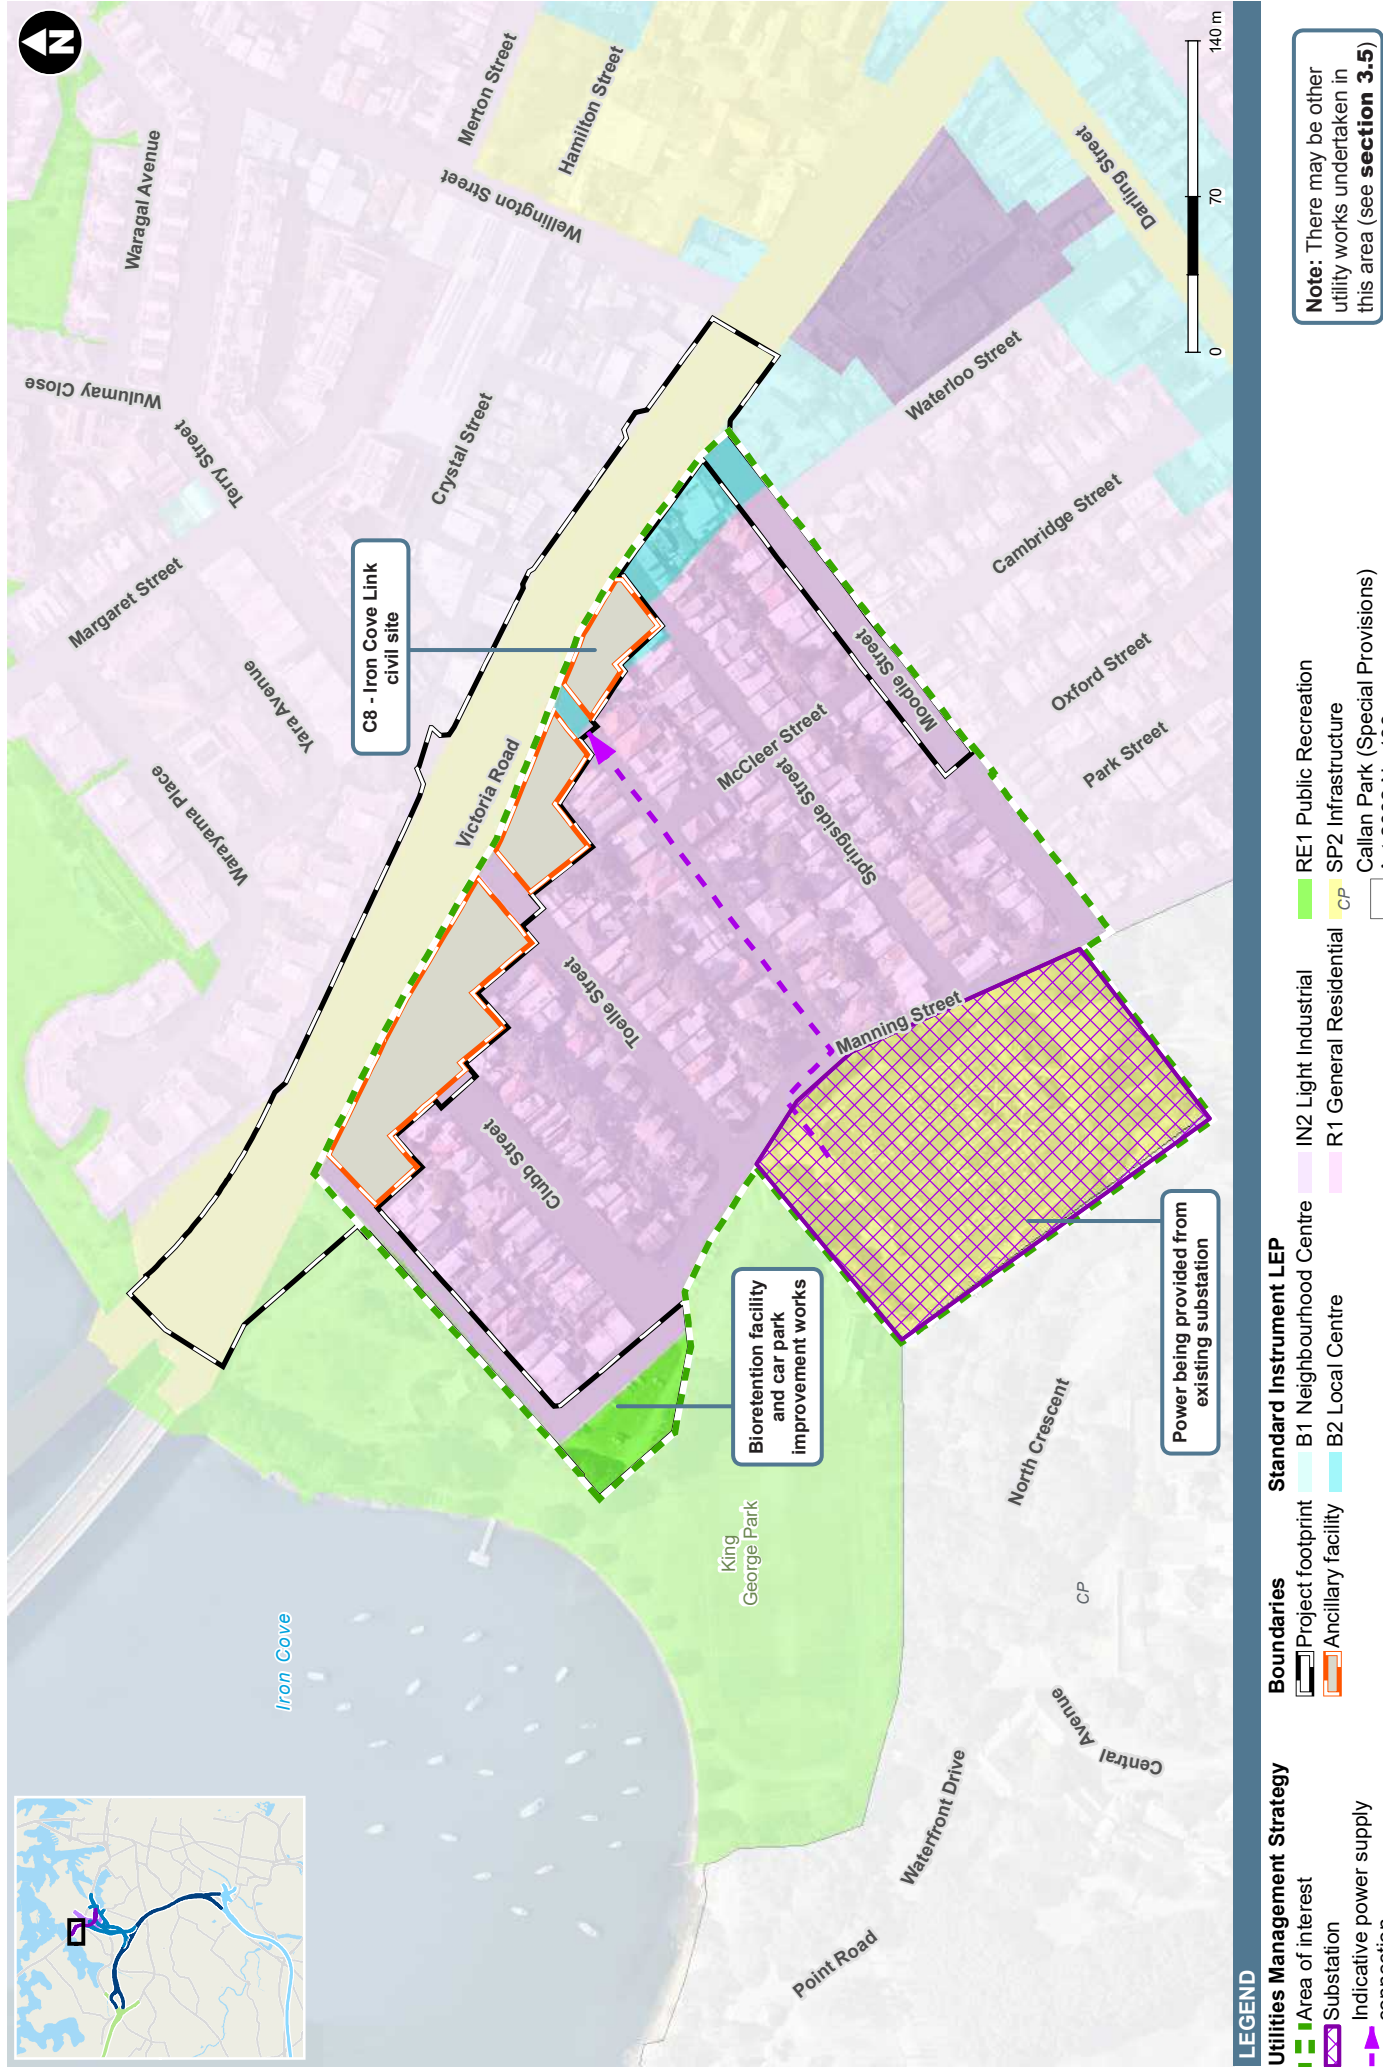 N
Merton Street
Hamilton Street
Waragal Avenue
Wellington Street
Wulumay Close
Terry Street
Crystal Street
Margaret Street
Yara Avenue
Warayama Place
C8 - Iron Cove Link
civil site
Victoria Road
Darling Street
Waterloo Street
Cambridge Street
Oxford Street
Park Street
Moodie Street
McCleer Street
Springside Street
Toelle Street
Manning Street
Clubb Street
Bioretention facility
and car park
improvement works
Power being provided from
existing substation
King
George Park
North Crescent
CP
Iron Cove
Central
Avenue
Waterfront Drive
Point Road
0
70
140 m
LEGEND
Utilities Management Strategy
Area of interest
Substation
Indicative power supply
Boundaries
Project footprint
Ancillary facility
Standard Instrument LEP
B1 Neighbourhood Centre
B2 Local Centre
IN2 Light Industrial
R1 General Residential
RE1 Public Recreation
SP2 Infrastructure
CP
Callan Park (Special Provisions)
Note: There may be other
utility works undertaken in
this area (see section 3.5)